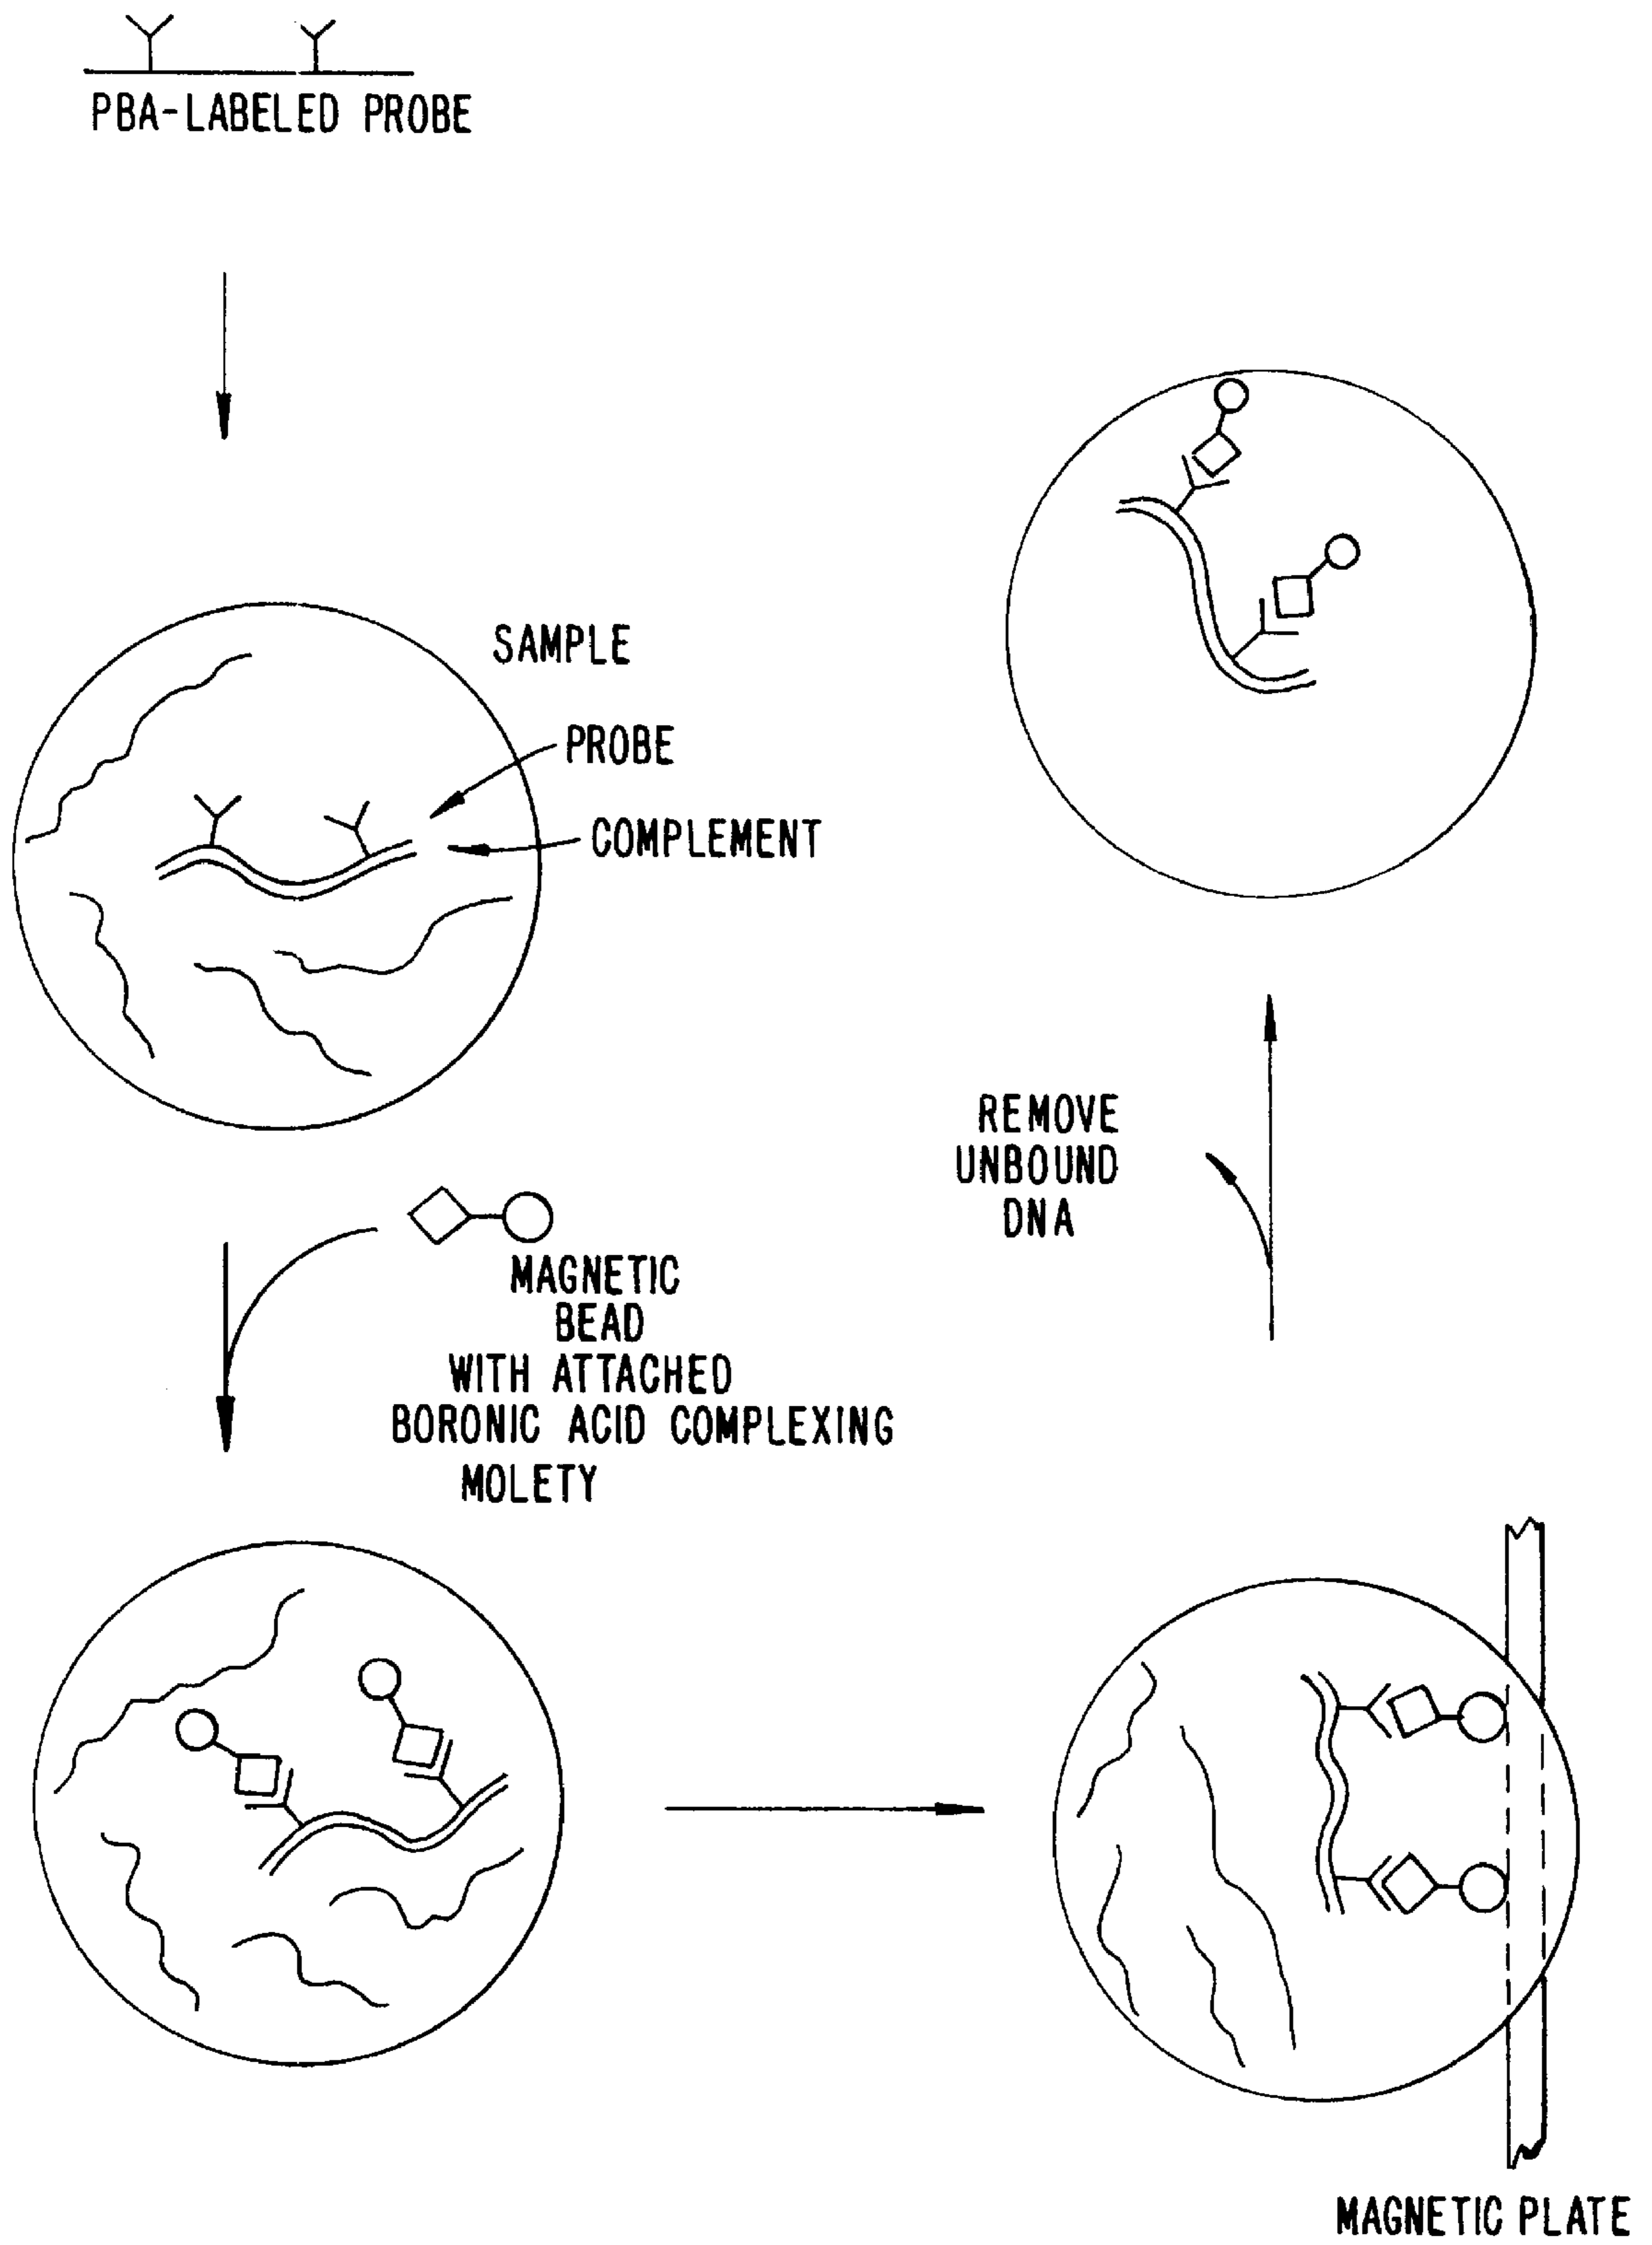 PBA-LABELED PROBE
SAMPLE
PROBE
COMPLEMENT
MAGNETIC
BEAD
WITH ATTACHED
BORONIC ACID COMPLEXING
MOLETY
REMOVE
UNBOUND
DNA
MAGNETIC PLATE